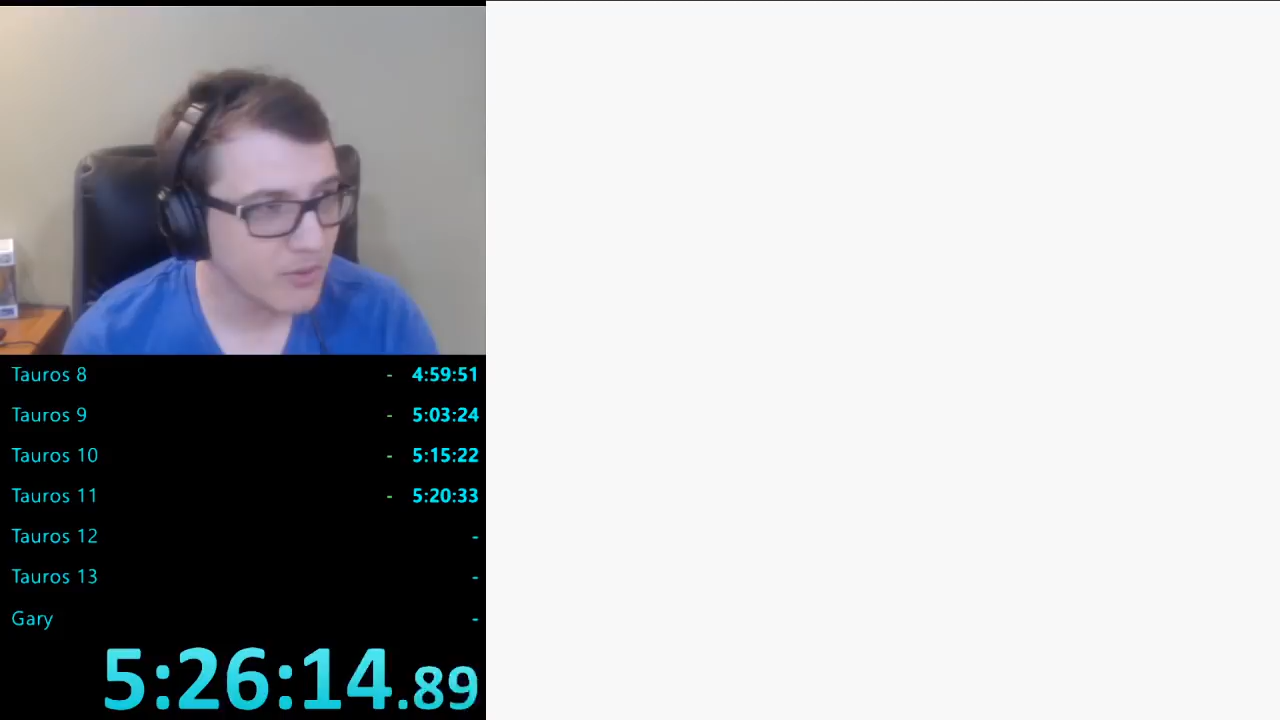 Tauros 8 - 4:59:51
Tauros 9 - 5:03:24
Tauros 10 - 5:15:22
Tauros 11 - 5:20:33
Tauros 12 -
Tauros 13 -
Gary -
5:26:14.89